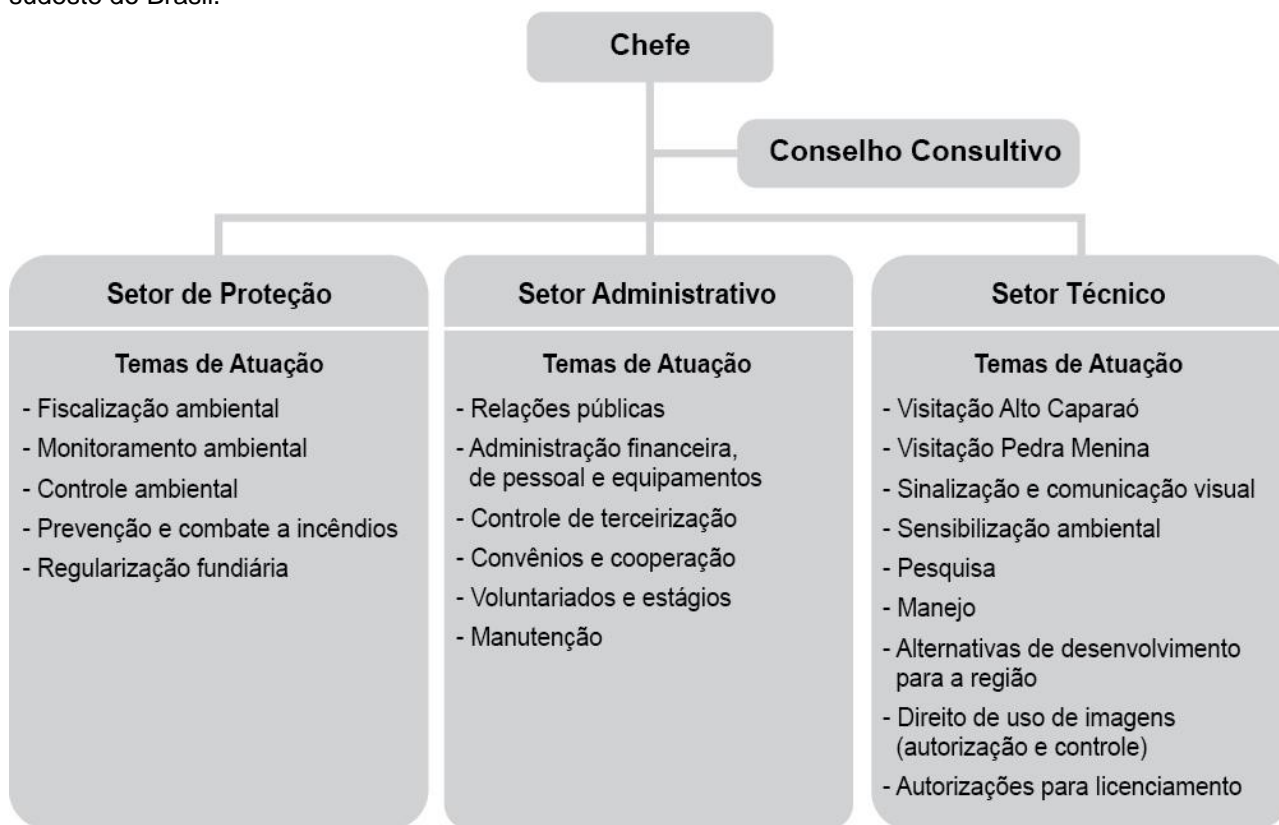 sudeste do Brasil.
Chefe
Conselho Consultivo
Setor de Proteção
Temas de Atuação
- Fiscalização ambiental
- Monitoramento ambiental
- Controle ambiental
- Prevenção e combate a incêndios
- Regularização fundiária
Setor Administrativo
Temas de Atuação
- Relações públicas
- Administração financeira,
de pessoal e equipamentos
- Controle de terceirização
- Convênios e cooperação
- Voluntariados e estágios
- Manutenção
Setor Técnico
Temas de Atuação
- Visitação Alto Caparaó
- Visitação Pedra Menina
- Sinalização e comunicação visual
- Sensibilização ambiental
- Pesquisa
- Manejo
- Alternativas de desenvolvimento
para a região
- Direito de uso de imagens
(autorização e controle)
- Autorizações para licenciamento